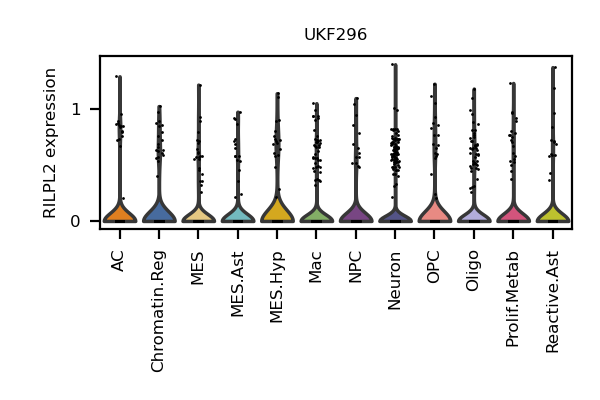 UKF296
RILPL2 expression
1
0
AC
Chromatin.Reg
MES
MES.Ast
MES.Hyp
Mac
NPC
Neuron
OPC
Oligo
Prolif.Metab
Reactive.Ast